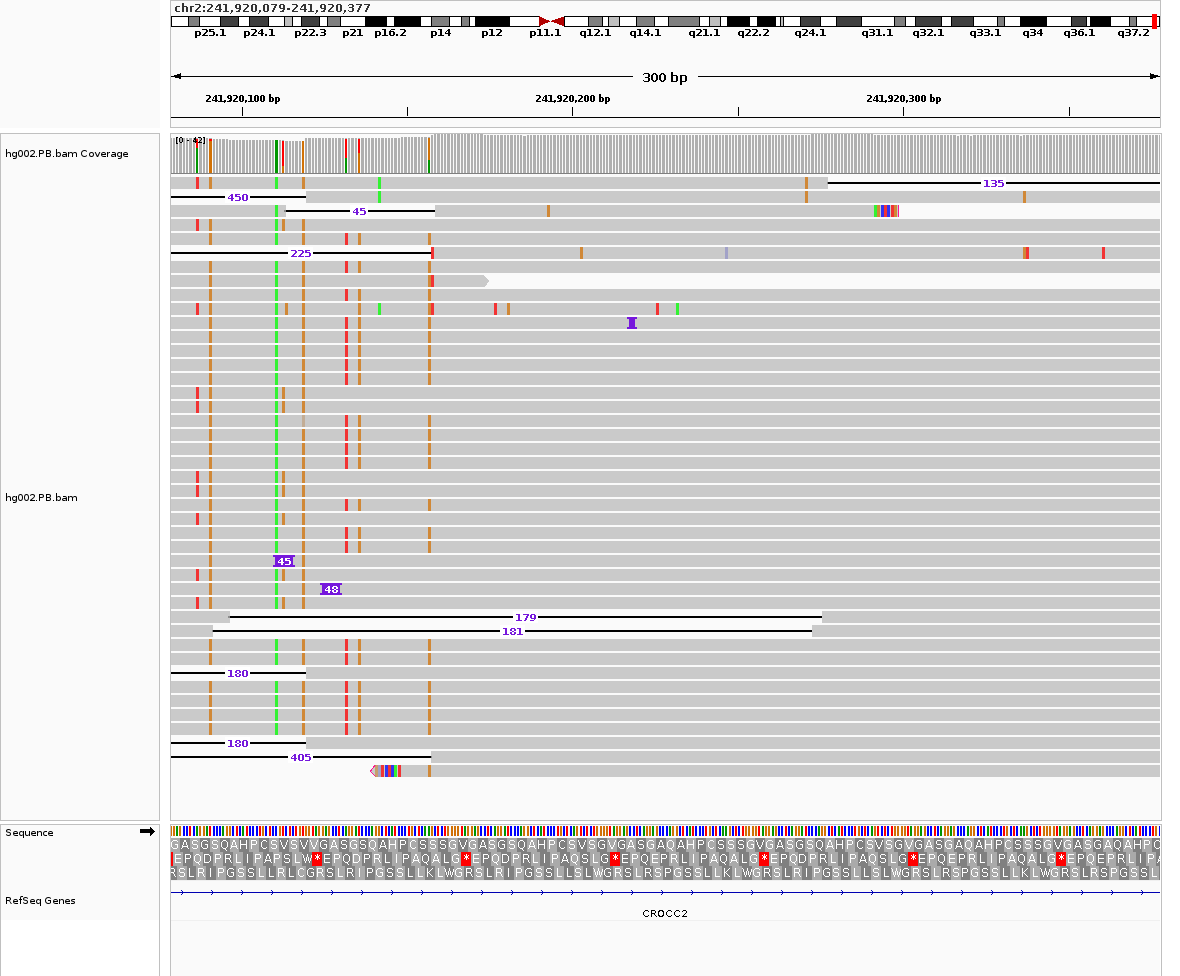 chr2:241,920,079-241,920,377
p25.1 p24.1 p22.3 p21 p16.2 p14 p12 p11.1 q12.1 q14.1 q21.1 q22.2 q24.1 q31.1 q32.1 q33.1 q34 q36.1 q37.2
300 bp
241,920,100 bp 241,920,200 bp 241,920,300 bp
[0 - 42]
hg002.PB.bam Coverage
135
450
45
225
hg002.PB.bam
45
48
179
181
180
180
405
Sequence
GASGSQAHPCSVSVVGASGSQAHPCSSSGVGASGSQAHPCSVSGVGASGAQAHPCSSSGVGASGSQAHPCSVSGVGASGAQAHPCSSSGVGASGAQAHPC
EPQDPRLIPAPSLW*EPQDPRLIPAQALG*EPQDPRLIPAQSLG*EPQEPRLIPAQALG*EPQDPRLIPAQSLG*EPQEPRLIPAQALG*EPQEPRLIPA
RSLRIPGSSLLRLCGRSLRIPGSSLLKLWGRSLRIPGSSLLSLWGRSLRSPGSSLLKLWGRSLRIPGSSLLSLWGRSLRSPGSSLLKLWGRSLRSPGSSL
RefSeq Genes
CROCC2